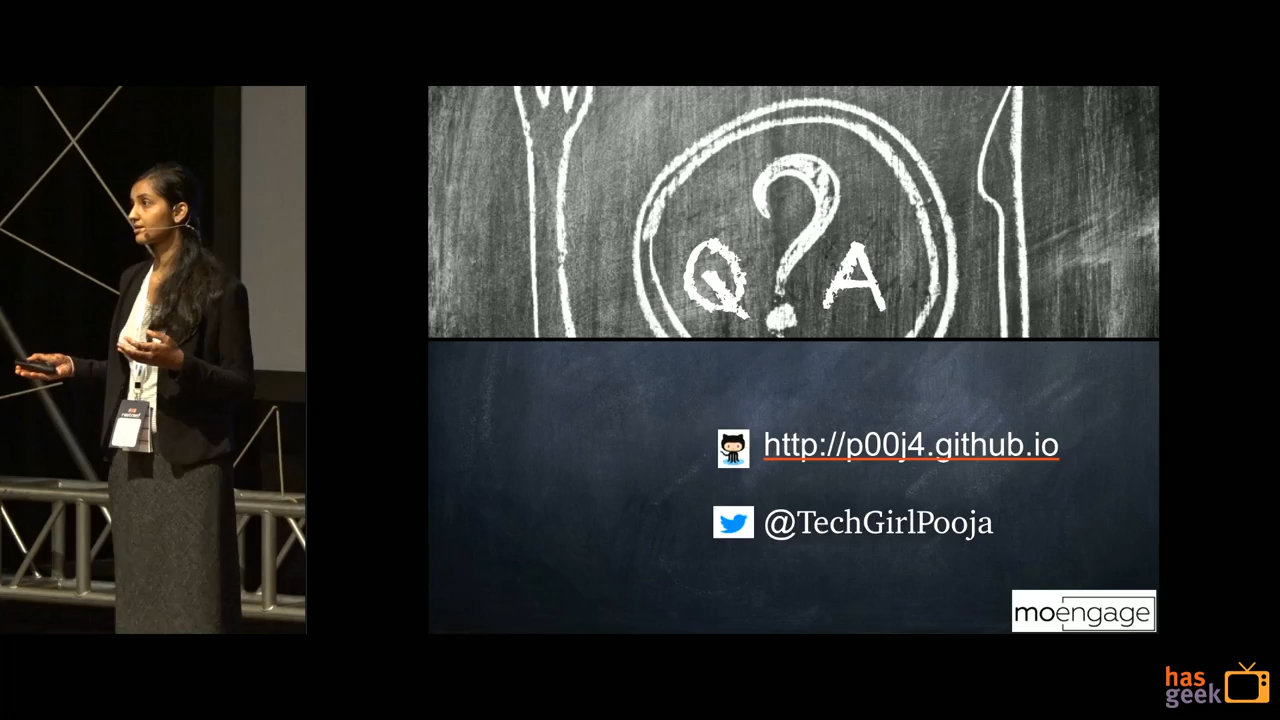 Q ? A
http://p00j4.github.io
@TechGirlPooja
moengage
has
geek